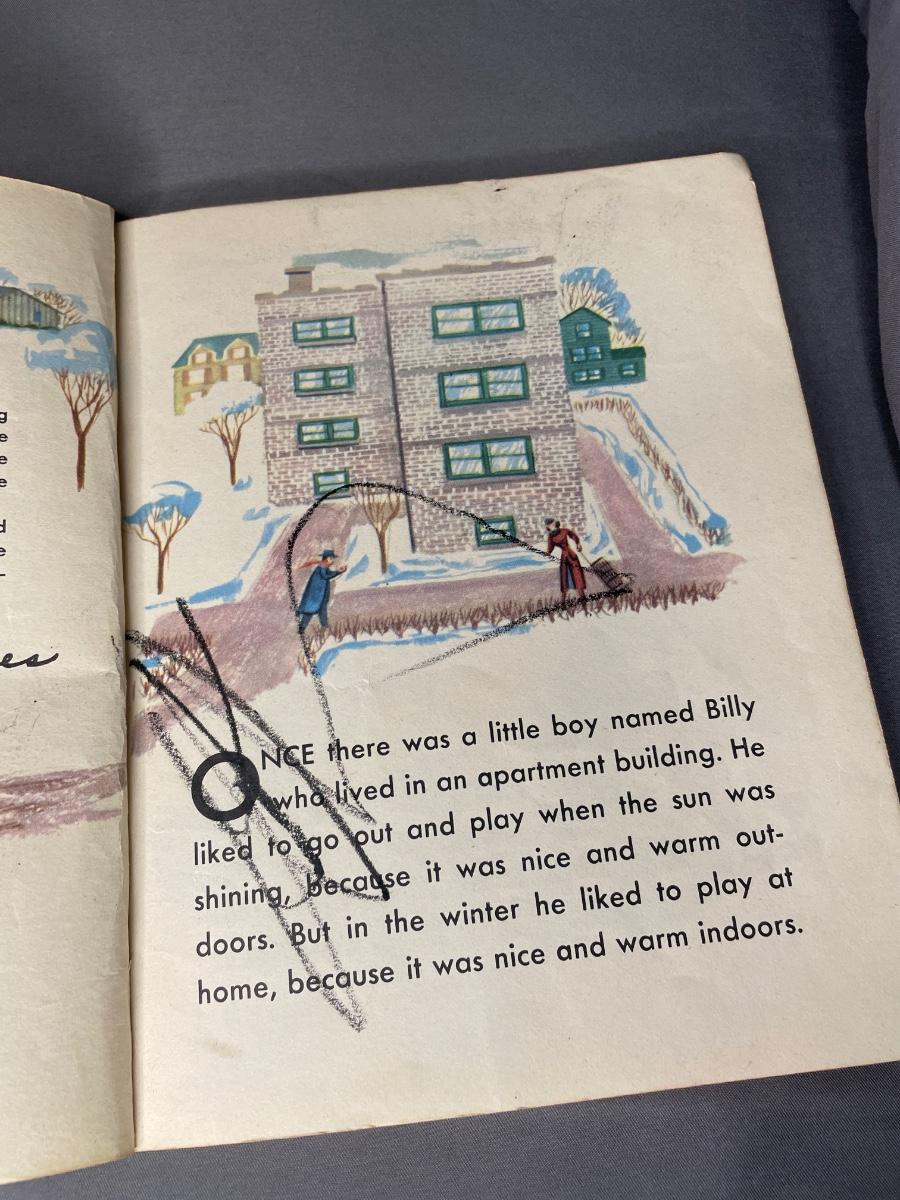 g
e
e
e
d
e
-
es
ONCE there was a little boy named Billy
who lived in an apartment building. He
liked to go out and play when the sun was
shining, because it was nice and warm out-
doors. But in the winter he liked to play at
home, because it was nice and warm indoors.